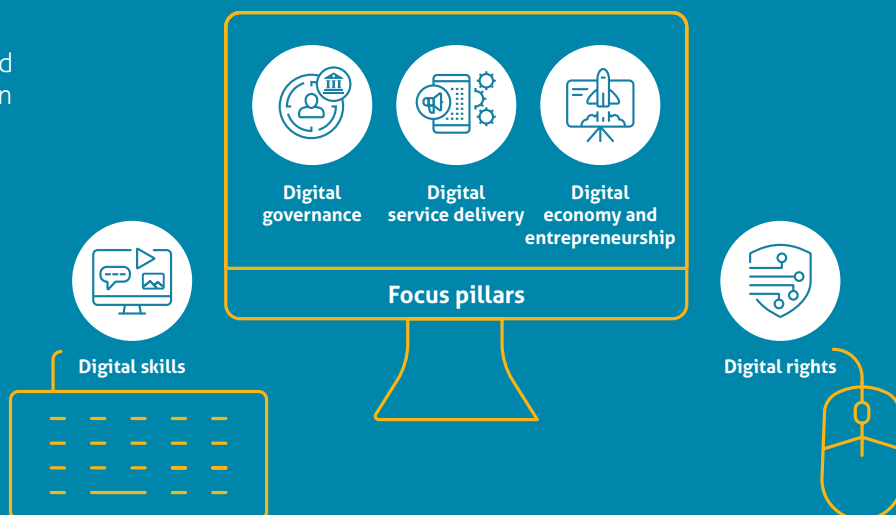 Digital
governance
Digital
service delivery
Digital
economy and
entrepreneurship
Focus pillars
Digital skills
Digital rights